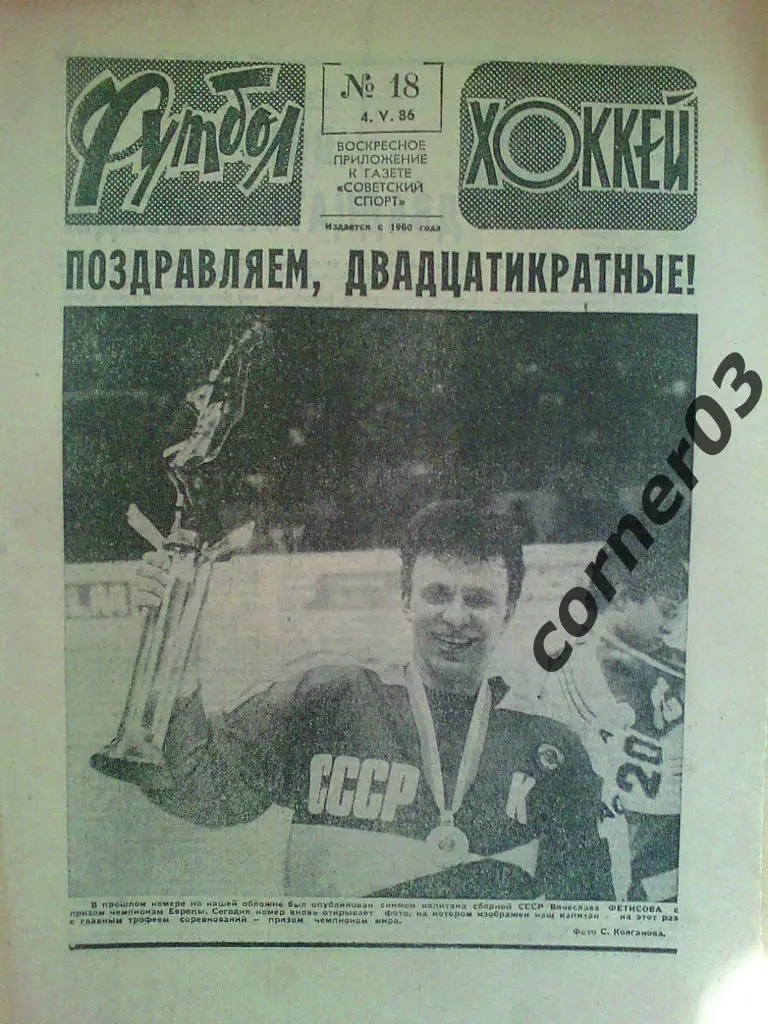 Футбол
№ 18
4. V. 86
ВОСКРЕСНОЕ
ПРИЛОЖЕНИЕ
К ГАЗЕТЕ
«СОВЕТСКИЙ
СПОРТ»
Издается с 1960 года
ХОККЕЙ
ПОЗДРАВЛЯЕМ, ДВАДЦАТИКРАТНЫЕ!
СССР
К
20
corner03
В прошлом номере на нашей обложке был опубликован снимок капитана сборной СССР Вячеслава ФЕТИСОВА с
призом чемпионам Европы. Сегодня номер вновь открывает фото, на котором изображен наш капитан - на этот раз
с главным трофеем соревнований — призом чемпионам мира.
Фото С. Колганова.